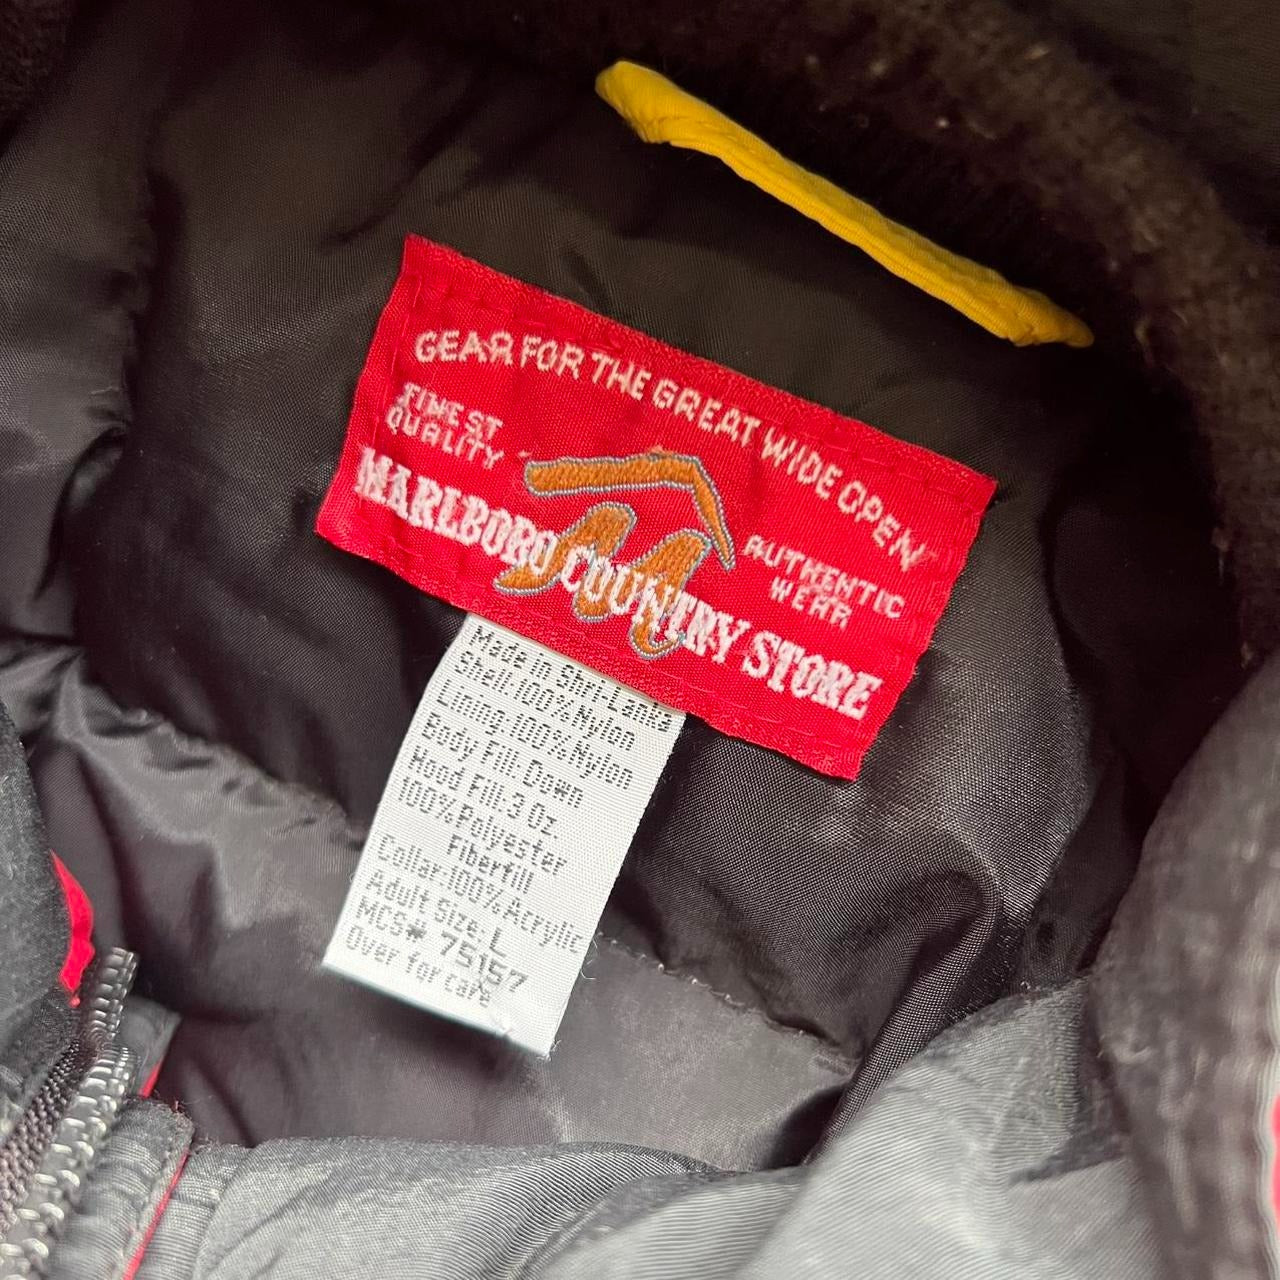 GEAR FOR THE GREAT WIDE OPEN
FINEST
QUALITY
AUTHENTIC
WEAR
MARLBORO COUNTRY STORE
Made in Shri-Lanka
Shell:100%Nylon
Lining:100%Nylon
Body Fill: Down
Hood Fill:3 Oz.
100%Polyester
Fiberfill
Collar:100%Acrylic
Adult Size: L
MCS# 75157
Over for care